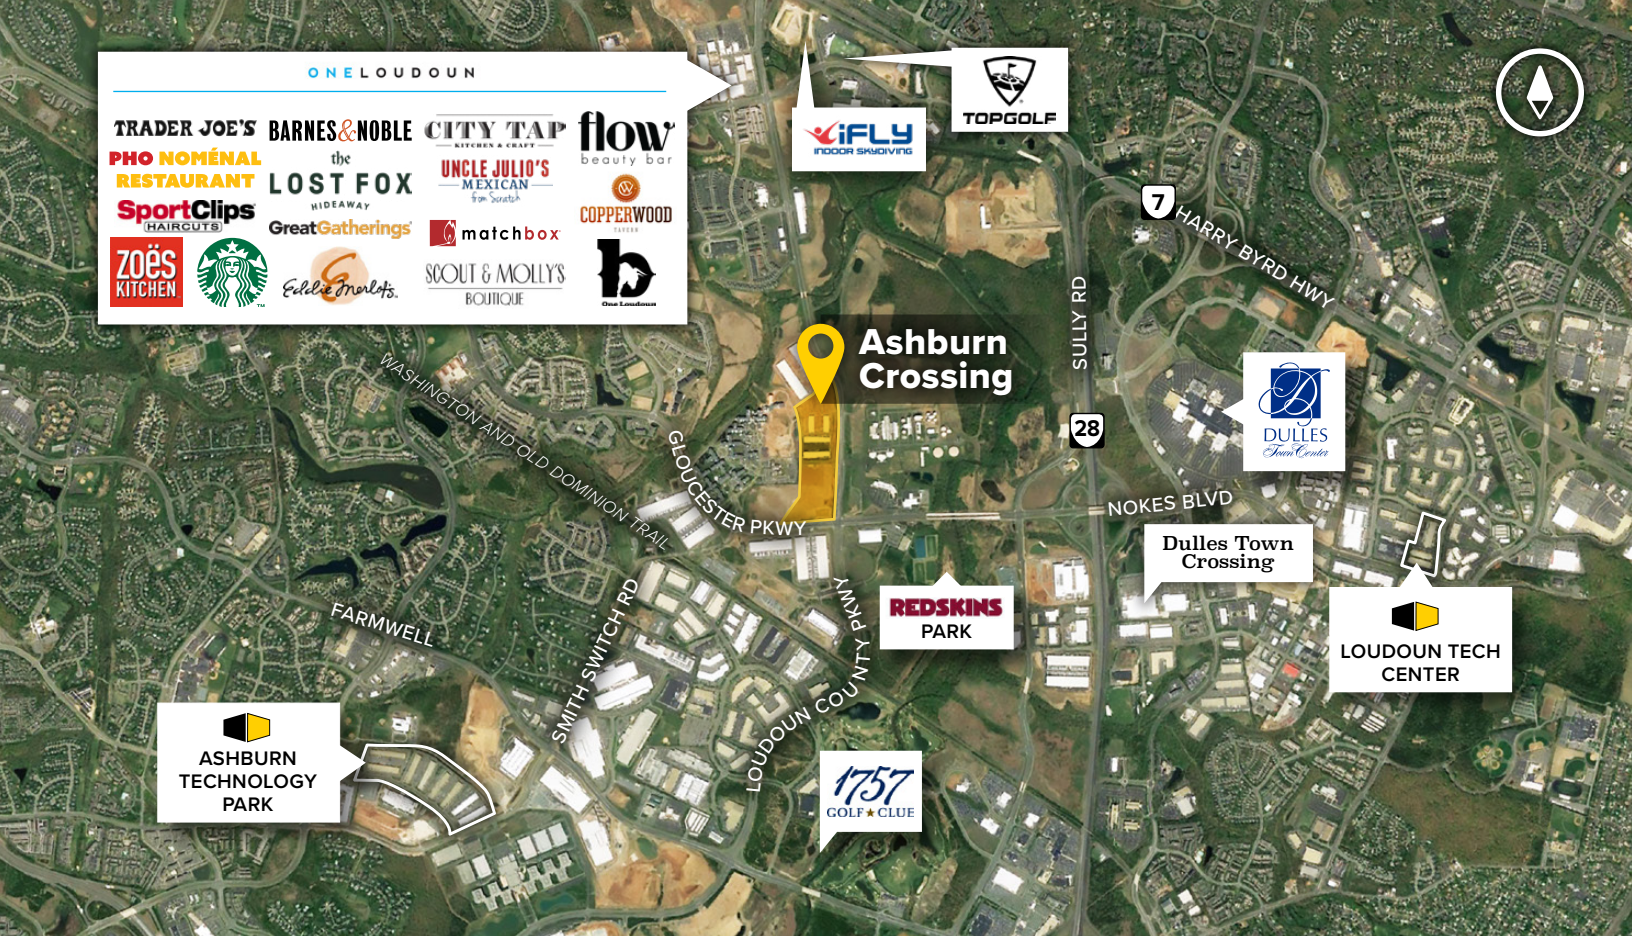 ONELOUDOUN
TRADER JOE'S
BARNES&NOBLE
CITY TAP
KITCHEN & CRAFT
flow
beauty bar
PHO NOMÉNAL
RESTAURANT
the
LOST FOX
HIDEAWAY
UNCLE JULIO'S
MEXICAN
from Scratch
COPPERWOOD
TAVERN
SportClips
HAIRCUTS
GreatGatherings
matchbox
ZOËS
KITCHEN
Eddie Merlot's
SCOUT & MOLLY'S
BOUTIQUE
b
One Loudoun
iFLY
INDOOR SKYDIVING
TOPGOLF
7
HARRY BYRD HWY
SULLY RD
Ashburn
Crossing
WASHINGTON AND OLD DOMINION TRAIL
GLOUCESTER PKWY
28
D
DULLES
Town Center
NOKES BLVD
Dulles Town
Crossing
REDSKINS
PARK
LOUDOUN TECH
CENTER
FARMWELL
SMITH SWITCH RD
LOUDOUN COUNTY PKWY
ASHBURN
TECHNOLOGY
PARK
1757
GOLF★CLUE